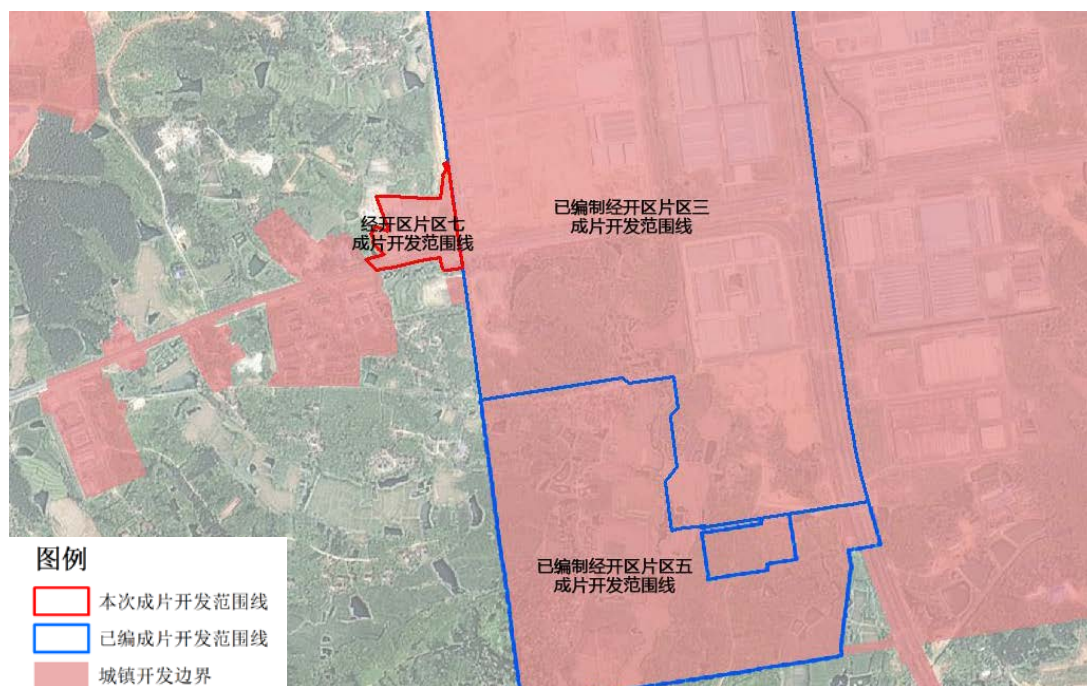 已编制经开区片区三
成片开发范围线
经开区片区七
成片开发范围线
已编制经开区片区五
成片开发范围线
图例
本次成片开发范围线
已编成片开发范围线
城镇开发边界